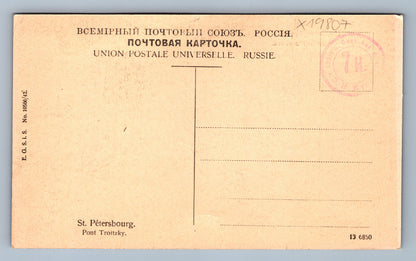 X19807
ВСЕМІРНЫЙ ПОЧТОВЫЙ СОЮЗЪ. РОССІЯ.
ПОЧТОВАЯ КАРТОЧКА.
UNION POSTALE UNIVERSELLE. RUSSIE.
7 к.
E. G. S. i. S. No.
St. Pétersbourg.
Pont Troitzky.
13 6850